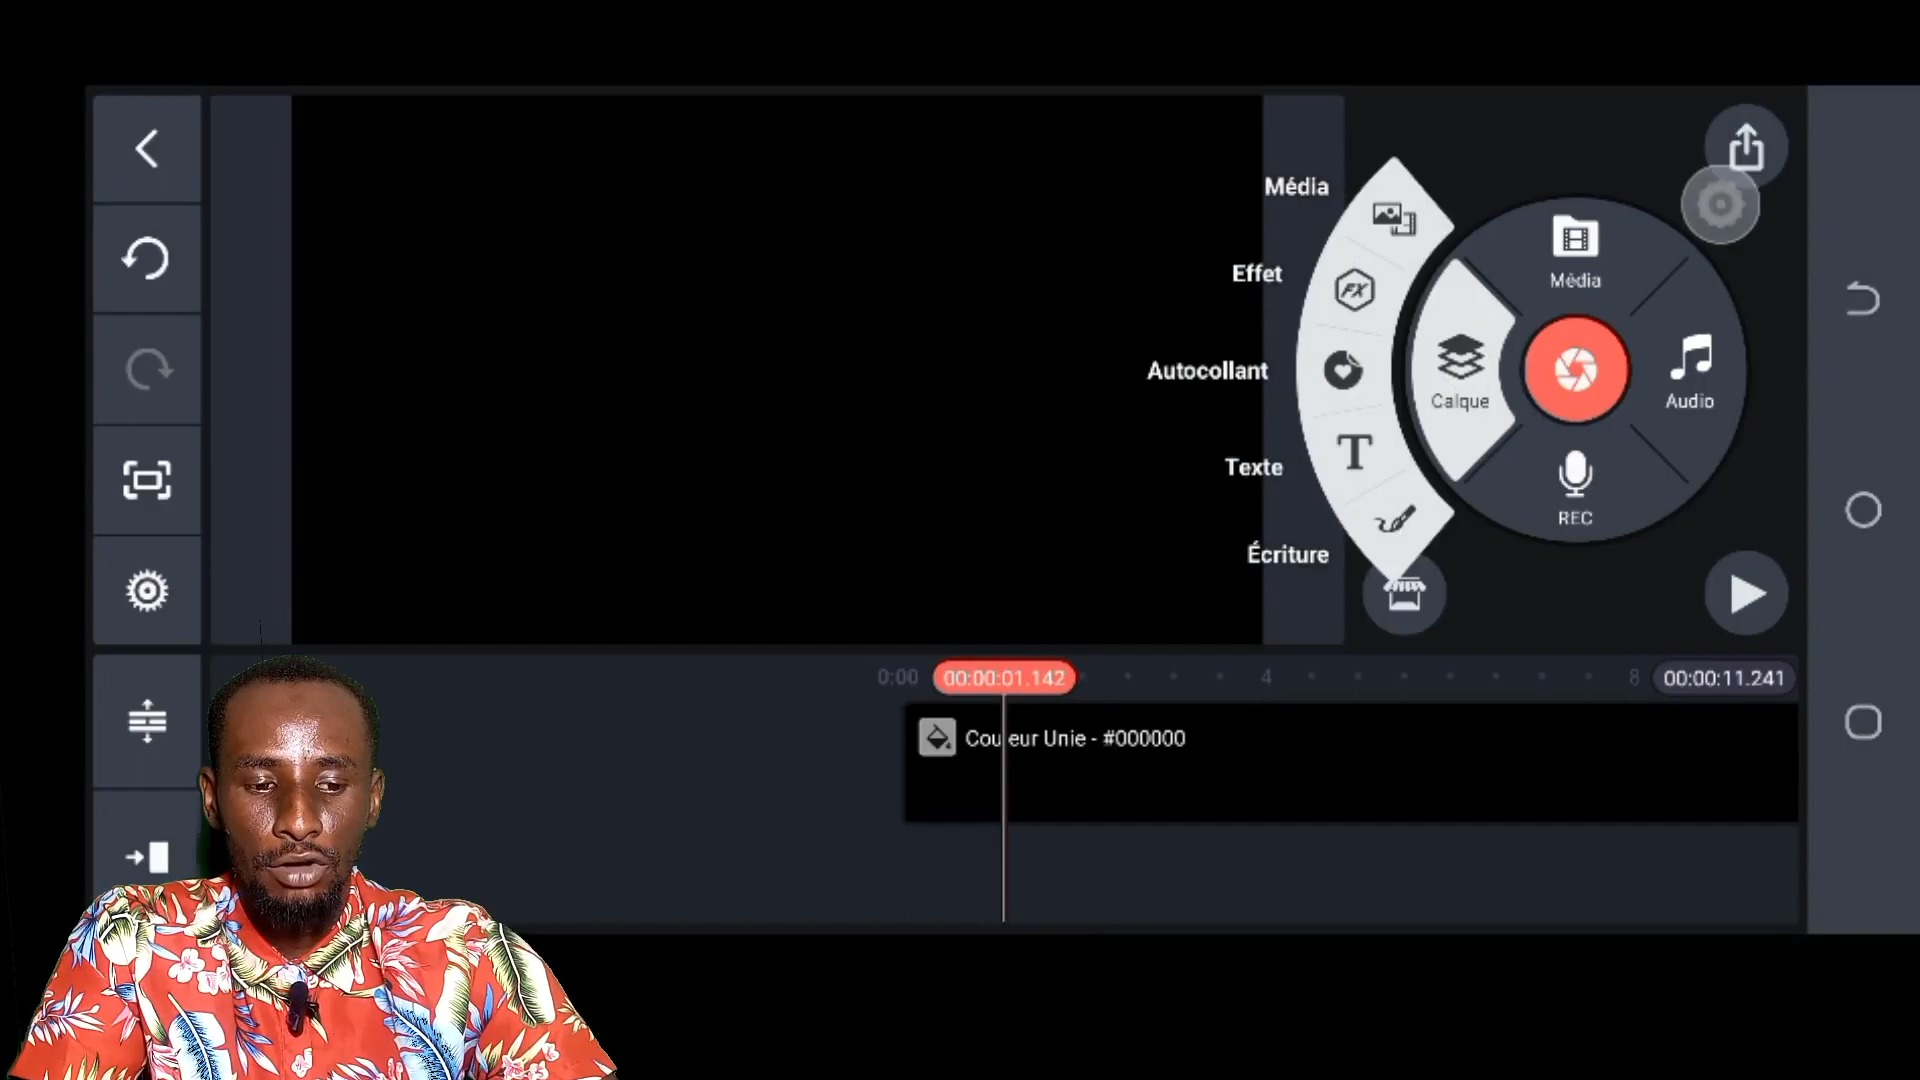 Média
Effet
Autocollant
Texte
Écriture
Média
FX
Calque
Audio
REC
0:00
00:00:01.142
4
8
00:00:11.241
Couleur Unie - #000000